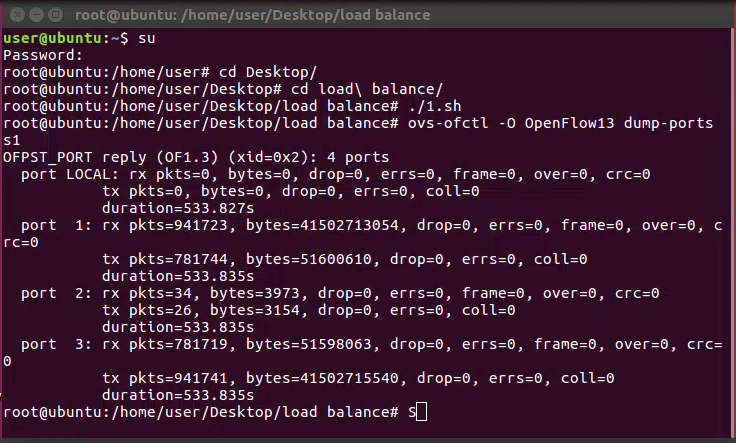 root@ubuntu: /home/user/Desktop/load balance
user@ubuntu:~$ su
Password:
root@ubuntu:/home/user# cd Desktop/
root@ubuntu:/home/user/Desktop# cd load\ balance/
root@ubuntu:/home/user/Desktop/load balance# ./1.sh
root@ubuntu:/home/user/Desktop/load balance# ovs-ofctl -O OpenFlow13 dump-ports
s1
OFPST_PORT reply (OF1.3) (xid=0x2): 4 ports
  port LOCAL: rx pkts=0, bytes=0, drop=0, errs=0, frame=0, over=0, crc=0
           tx pkts=0, bytes=0, drop=0, errs=0, coll=0
           duration=533.827s
  port  1: rx pkts=941723, bytes=41502713054, drop=0, errs=0, frame=0, over=0, c
rc=0
           tx pkts=781744, bytes=51600610, drop=0, errs=0, coll=0
           duration=533.835s
  port  2: rx pkts=34, bytes=3973, drop=0, errs=0, frame=0, over=0, crc=0
           tx pkts=26, bytes=3154, drop=0, errs=0, coll=0
           duration=533.835s
  port  3: rx pkts=781719, bytes=51598063, drop=0, errs=0, frame=0, over=0, crc=
0
           tx pkts=941741, bytes=41502715540, drop=0, errs=0, coll=0
           duration=533.835s
root@ubuntu:/home/user/Desktop/load balance# S